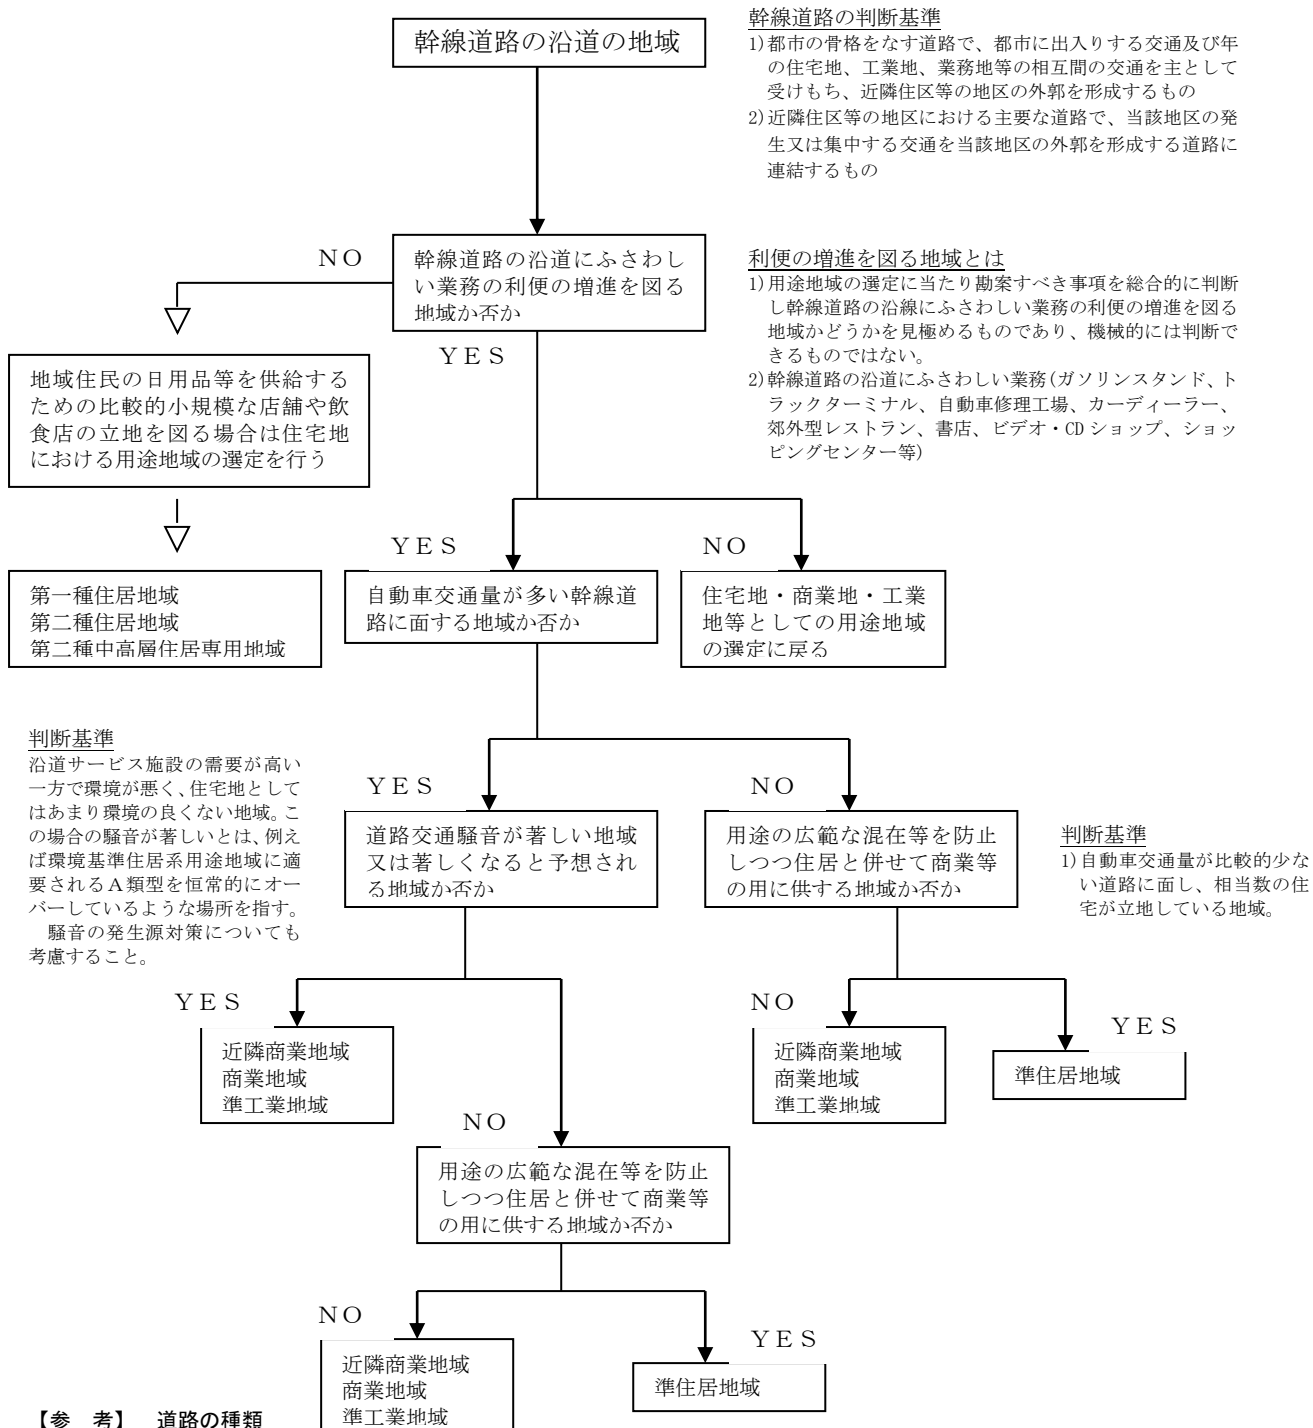 幹線道路の沿道の地域
幹線道路の判断基準
1)都市の骨格をなす道路で、都市に出入りする交通及び年
の住宅地、工業地、業務地等の相互間の交通を主として
受けもち、近隣住区等の地区の外郭を形成するもの
2)近隣住区等の地区における主要な道路で、当該地区の発
生又は集中する交通を当該地区の外郭を形成する道路に
連結するもの
NO
幹線道路の沿道にふさわし
い業務の利便の増進を図る
地域か否か
YES
利便の増進を図る地域とは
1)用途地域の選定に当たり勘案すべき事項を総合的に判断
し幹線道路の沿線にふさわしい業務の利便の増進を図る
地域かどうかを見極めるものであり、機械的には判断で
きるものではない。
2)幹線道路の沿道にふさわしい業務(ガソリンスタンド、ト
ラックターミナル、自動車修理工場、カーディーラー、
郊外型レストラン、書店、ビデオ・CDショップ、ショッ
ピングセンター等)
地域住民の日用品等を供給する
ための比較的小規模な店舗や飲
食店の立地を図る場合は住宅地
における用途地域の選定を行う
YES
NO
第一種住居地域
第二種住居地域
第二種中高層住居専用地域
自動車交通量が多い幹線道
路に面する地域か否か
住宅地・商業地・工業
地等としての用途地域
の選定に戻る
判断基準
沿道サービス施設の需要が高い
一方で環境が悪く、住宅地として
はあまり環境の良くない地域。こ
の場合の騒音が著しいとは、例え
ば環境基準住居系用途地域に適
要されるA類型を恒常的にオー
バーしているような場所を指す。
騒音の発生源対策についても
考慮すること。
YES
NO
道路交通騒音が著しい地域
又は著しくなると予想され
る地域か否か
用途の広範な混在等を防止
しつつ住居と併せて商業等
の用に供する地域か否か
判断基準
1)自動車交通量が比較的少な
い道路に面し、相当数の住
宅が立地している地域。
YES
NO
YES
近隣商業地域
商業地域
準工業地域
近隣商業地域
商業地域
準工業地域
準住居地域
NO
用途の広範な混在等を防止
しつつ住居と併せて商業等
の用に供する地域か否か
NO
YES
近隣商業地域
商業地域
準工業地域
準住居地域
【参 考】 道路の種類